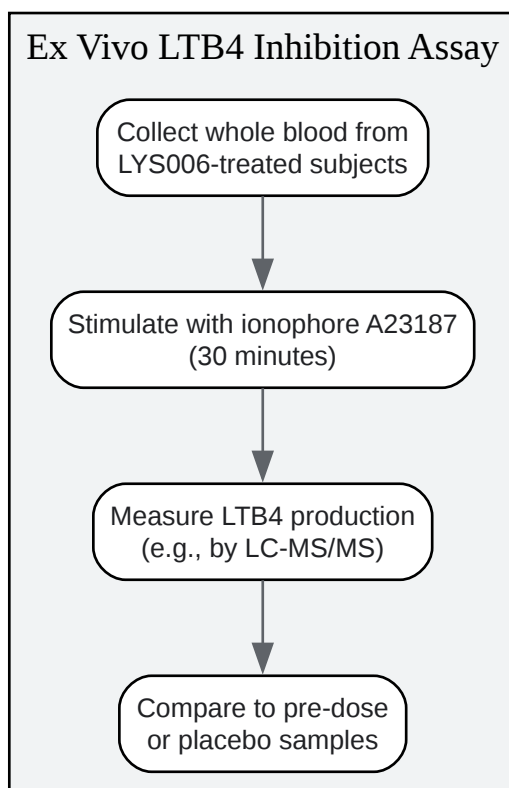 Ex Vivo LTB4 Inhibition Assay
Collect whole blood from
LYS006-treated subjects
Stimulate with ionophore A23187
(30 minutes)
Measure LTB4 production
(e.g., by LC-MS/MS)
Compare to pre-dose
or placebo samples